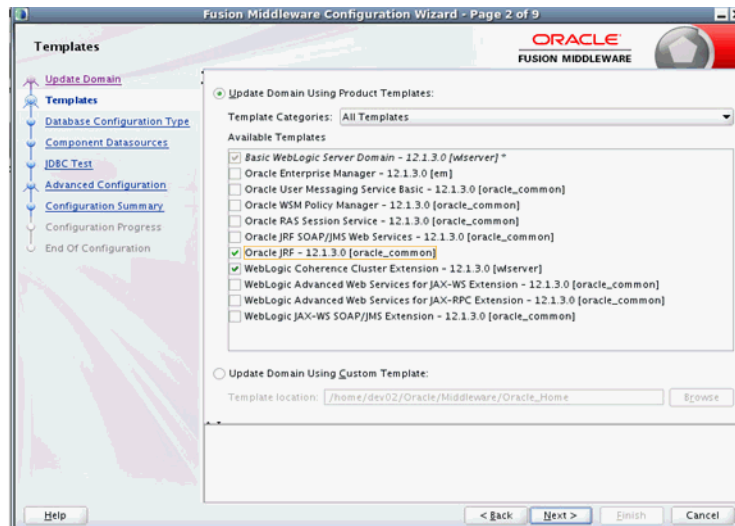 Fusion Middleware Configuration Wizard - Page 2 of 9
Templates
ORACLE
FUSION MIDDLEWARE
Update Domain
Templates
Database Configuration Type
Component Datasources
JDBC Test
Advanced Configuration
Configuration Summary
Configuration Progress
End Of Configuration
Update Domain Using Product Templates:
Template Categories: All Templates
Available Templates
Basic WebLogic Server Domain - 12.1.3.0 [wlserver] *
Oracle Enterprise Manager - 12.1.3.0 [em]
Oracle User Messaging Service Basic - 12.1.3.0 [oracle_common]
Oracle WSM Policy Manager - 12.1.3.0 [oracle_common]
Oracle RAS Session Service - 12.1.3.0 [oracle_common]
Oracle JRF SOAP/JMS Web Services - 12.1.3.0 [oracle_common]
Oracle JRF - 12.1.3.0 [oracle_common]
WebLogic Coherence Cluster Extension - 12.1.3.0 [wlserver]
WebLogic Advanced Web Services for JAX-WS Extension - 12.1.3.0 [oracle_common]
WebLogic Advanced Web Services for JAX-RPC Extension - 12.1.3.0 [oracle_common]
WebLogic JAX-WS SOAP/JMS Extension - 12.1.3.0 [oracle_common]
Update Domain Using Custom Template:
Template location: /home/dev02/Oracle/Middleware/Oracle_Home Browse
Help < Back Next > Finish Cancel